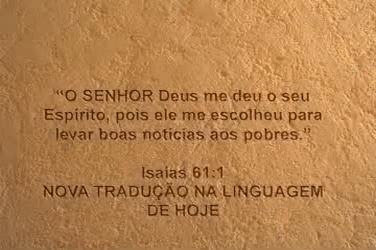 "“O SENHOR Deus me deu o seu
Espírito, pois ele me escolheu para
levar boas notícias aos pobres.”
Isaías 61:1
NOVA TRADUÇÃO NA LINGUAGEM
DE HOJE